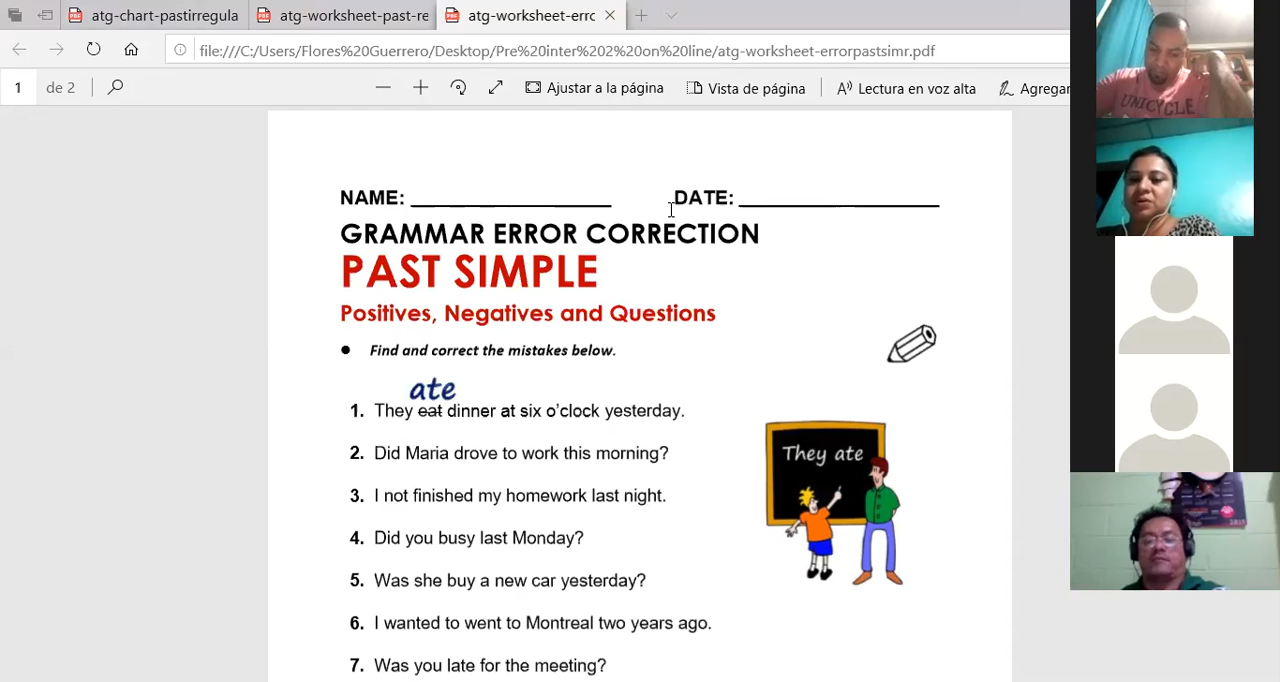 atg-chart-pastirregula
atg-worksheet-past-re
atg-worksheet-erro
file:///C:/Users/Flores%20Guerrero/Desktop/Pre%20inter%202%20on%20line/atg-worksheet-errorpastsimr.pdf
1 de 2
Ajustar a la página
Vista de página
Lectura en voz alta
Agregar
NAME: DATE:
GRAMMAR ERROR CORRECTION
PAST SIMPLE
Positives, Negatives and Questions
Find and correct the mistakes below.
ate
1. They eat dinner at six o'clock yesterday.
2. Did Maria drove to work this morning?
3. I not finished my homework last night.
4. Did you busy last Monday?
5. Was she buy a new car yesterday?
6. I wanted to went to Montreal two years ago.
7. Was you late for the meeting?
They ate
UNICYCLE